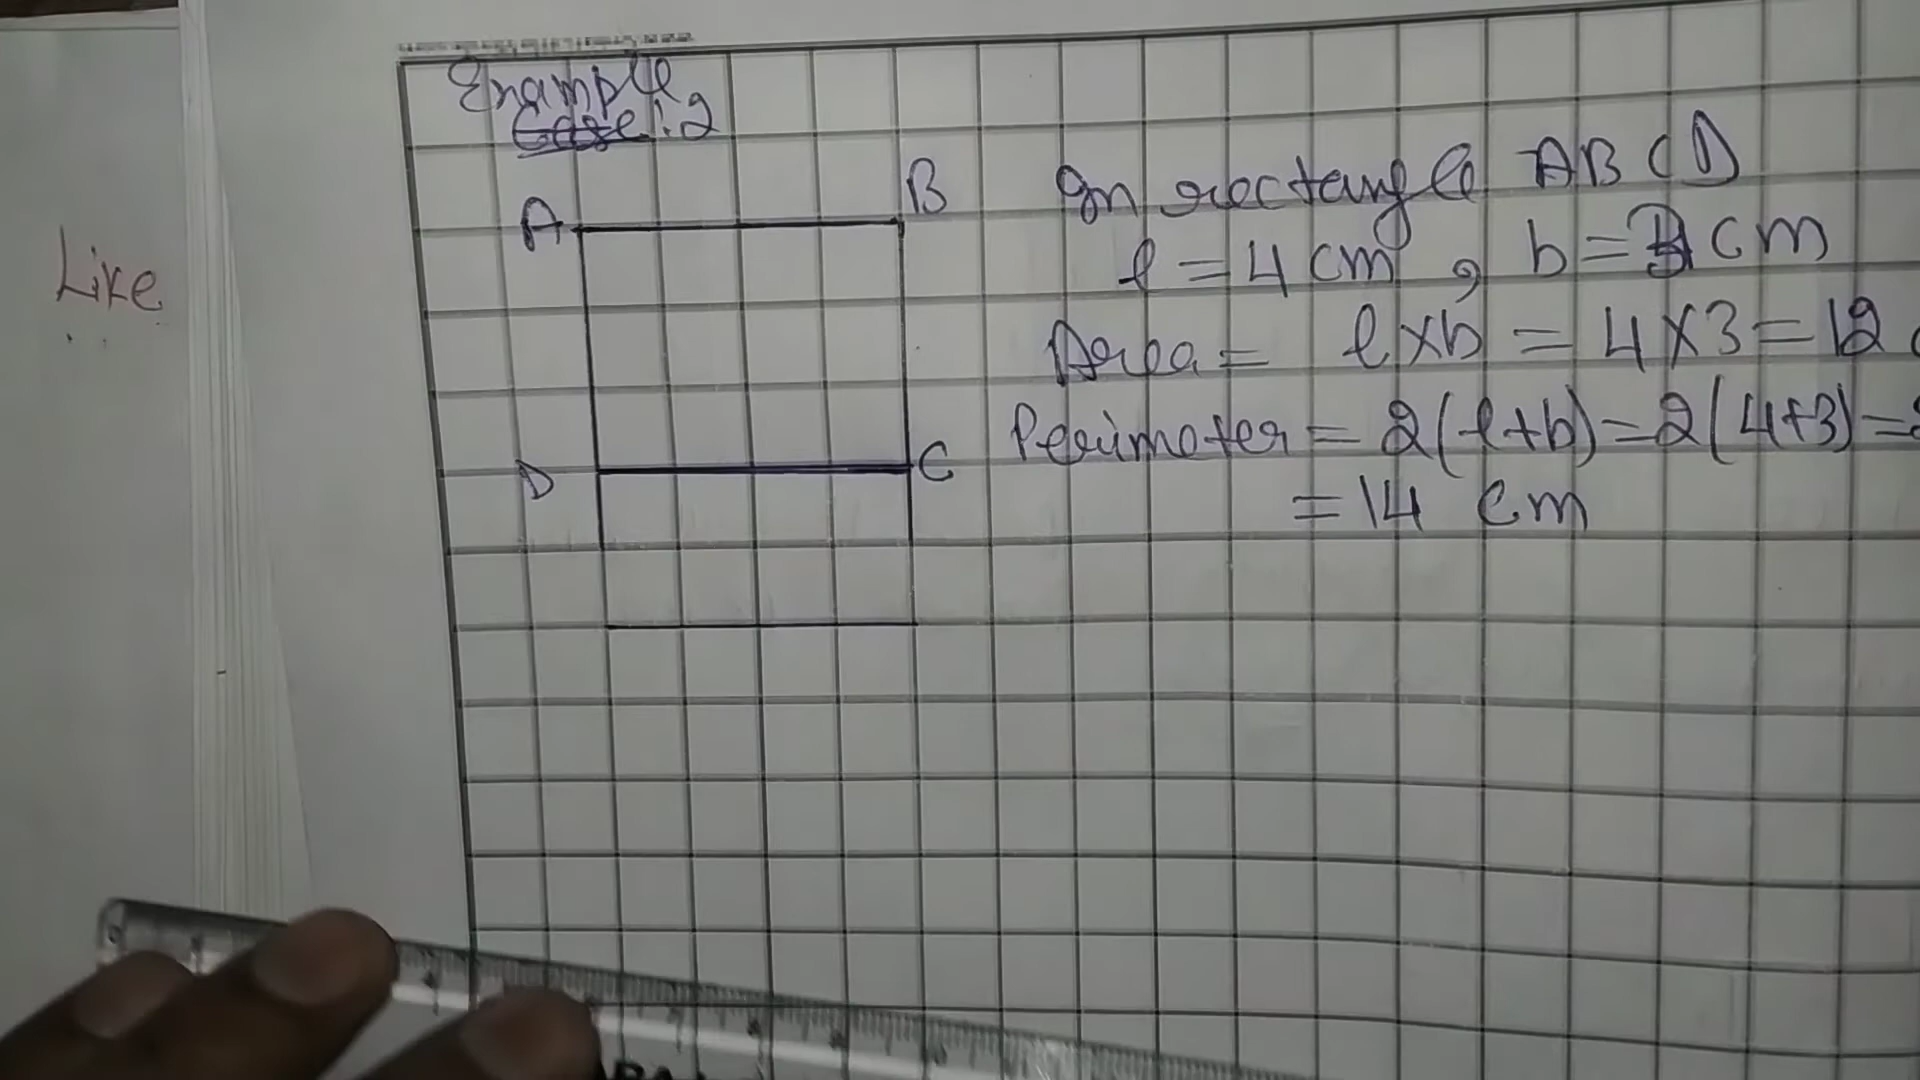 Like
Example
Case:2
A
B
D
C
In rectangle ABCD
l = 4 cm, b = 3 cm
Area = l×b = 4×3 = 12
Perimeter = 2(l+b) = 2(4+3) =
= 14 cm